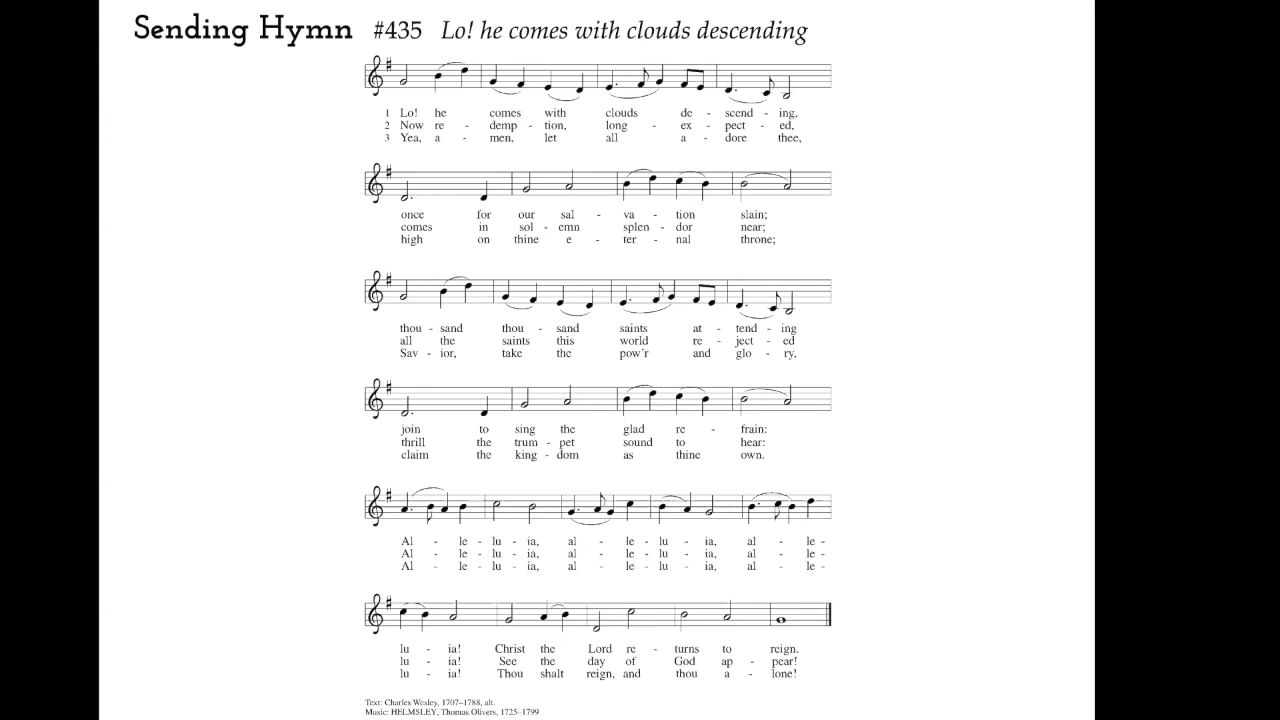 Sending Hymn #435 Lo! he comes with clouds descending
1 Lo! he comes with clouds de - scend - ing,
2 Now re - demp - tion, long - ex - pect - ed,
3 Yea, a - men, let all a - dore thee,
once for our sal - va - tion slain;
comes in sol - emn splen - dor near;
high on thine e - ter - nal throne;
thou - sand thou - sand saints at - tend - ing
all the saints this world re - ject - ed
Sav - ior, take the pow'r and glo - ry,
join to sing the glad re - frain:
thrill the trum - pet sound to hear:
claim the king - dom as thine own.
Al - le - lu - ia, al - le - lu - ia, al - le -
Al - le - lu - ia, al - le - lu - ia, al - le -
Al - le - lu - ia, al - le - lu - ia, al - le -
lu - ia! Christ the Lord re - turns to reign.
lu - ia! See the day of God ap - pear!
lu - ia! Thou shalt reign, and thou a - lone!
Text: Charles Wesley, 1707–1788, alt.
Music: HELMSLEY, Thomas Olivers, 1725–1799